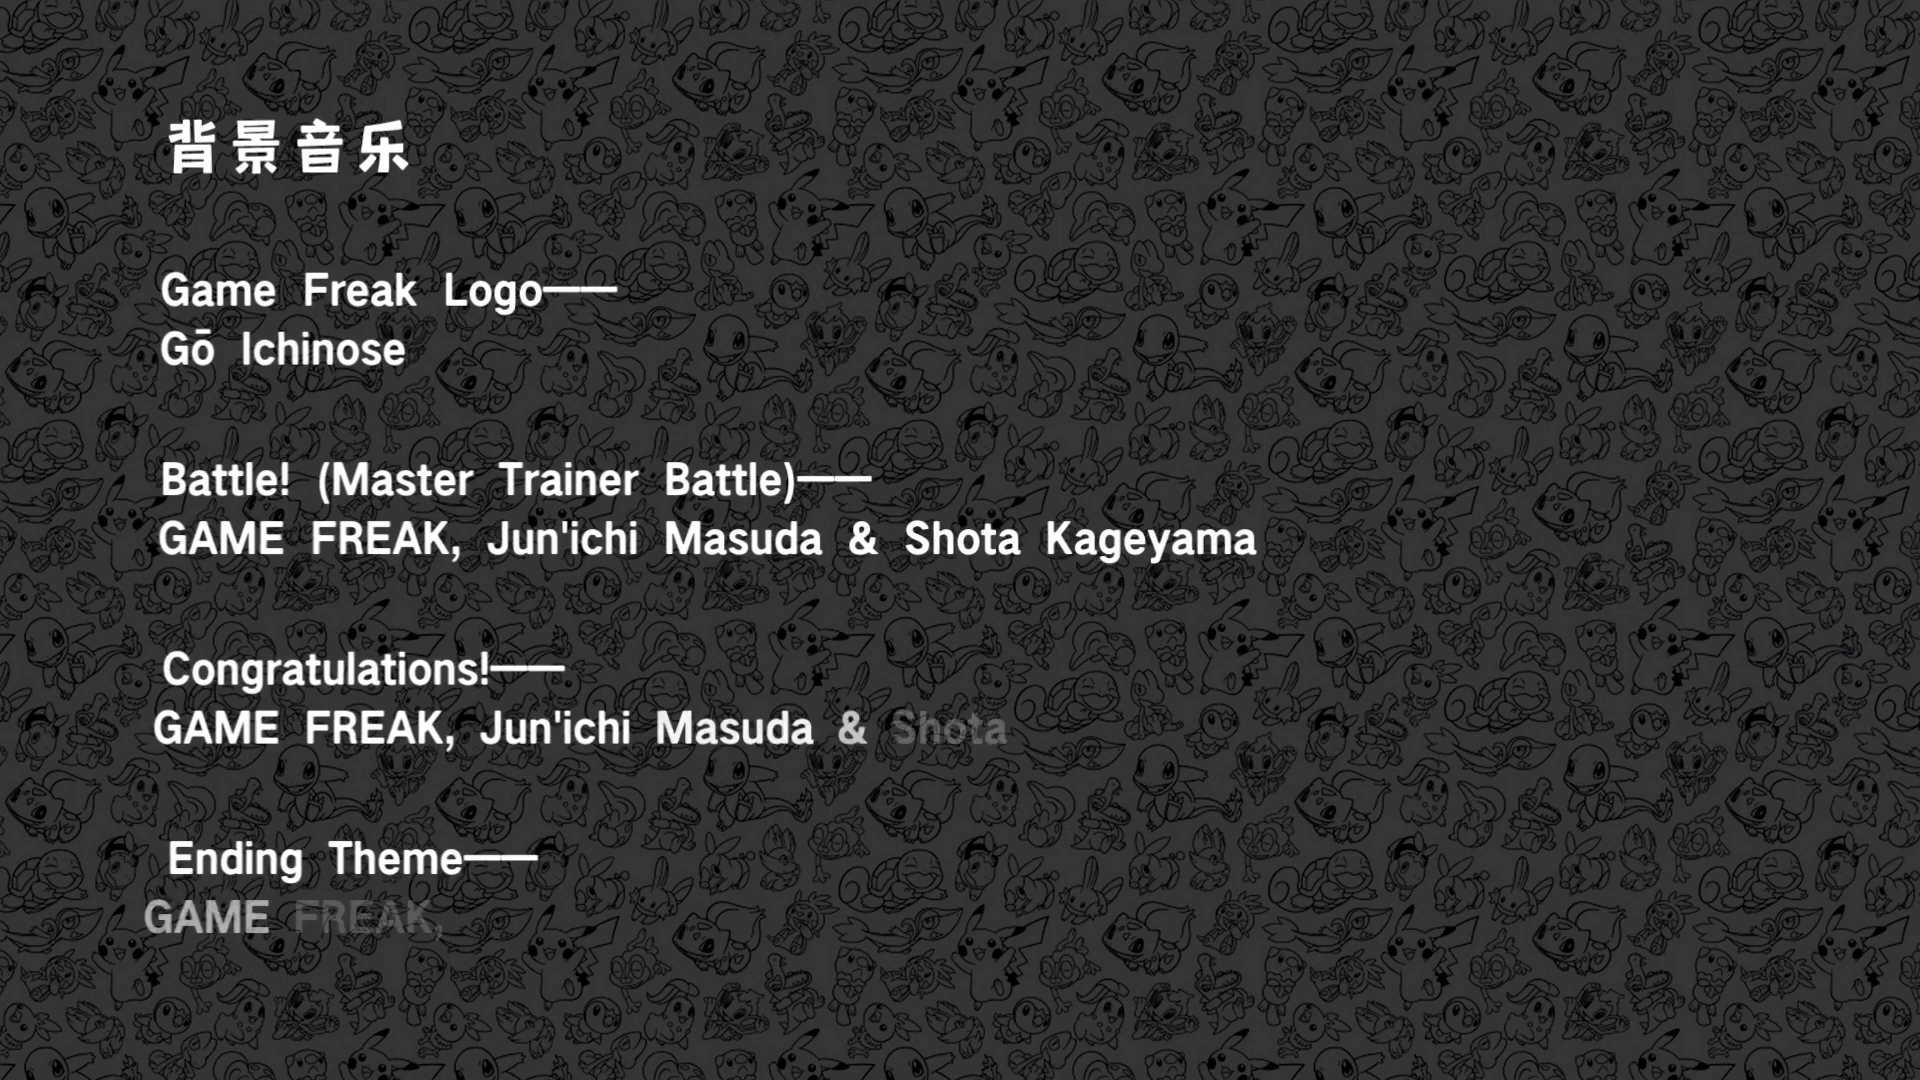 背景音乐
Game Freak Logo——
Gō Ichinose
Battle! (Master Trainer Battle)——
GAME FREAK, Jun'ichi Masuda & Shota Kageyama
Congratulations!——
GAME FREAK, Jun'ichi Masuda & Shota
Ending Theme——
GAME FREAK,